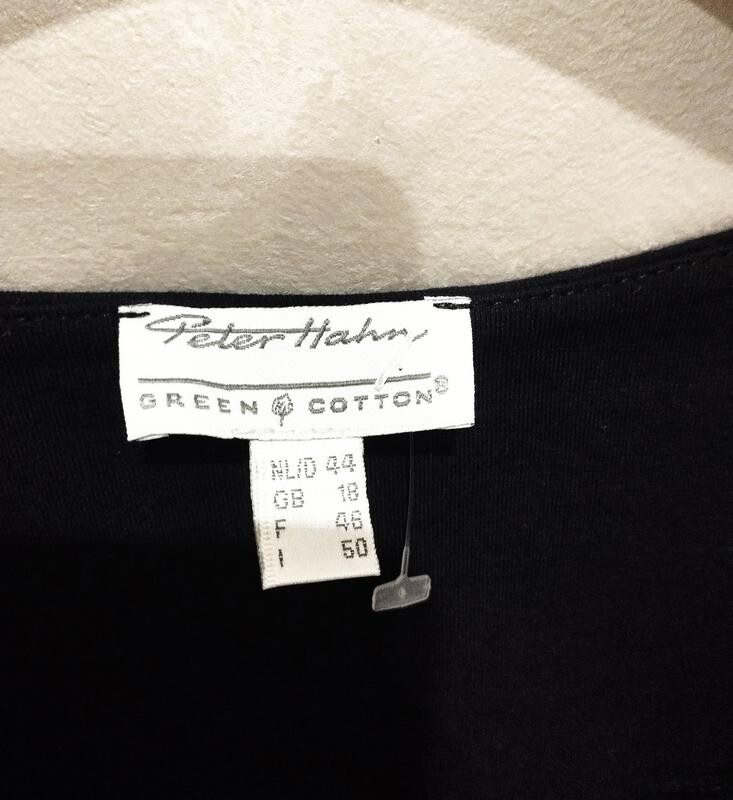 Peter Hahn
GREEN COTTON®
NL/D 44
GB 18
F 46
I 50